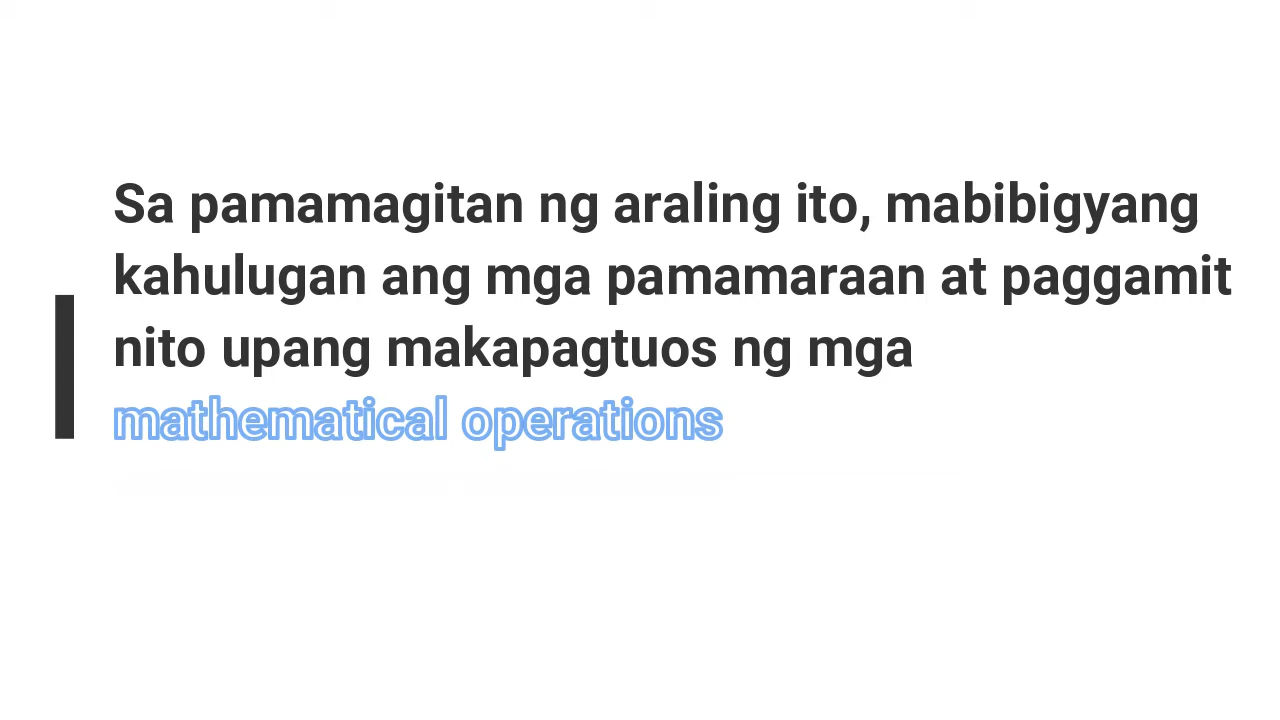 Sa pamamagitan ng araling ito, mabibigyang
kahulugan ang mga pamamaraan at paggamit
nito upang makapagtuos ng mga
mathematical operations